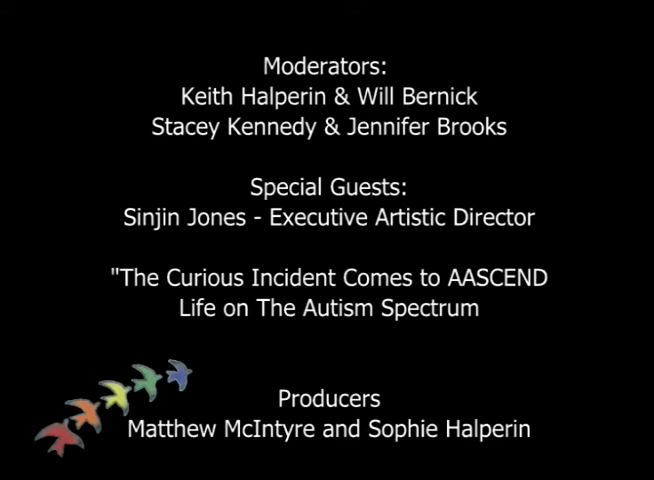 Moderators:
Keith Halperin & Will Bernick
Stacey Kennedy & Jennifer Brooks
Special Guests:
Sinjin Jones - Executive Artistic Director
"The Curious Incident Comes to AASCEND
Life on The Autism Spectrum
Producers
Matthew McIntyre and Sophie Halperin